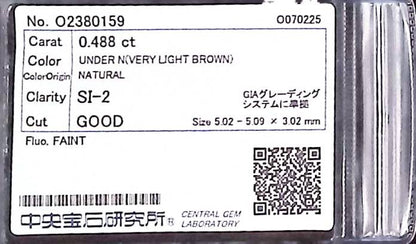 No. O2380159 O070225
Carat 0.488 ct
Color UNDER N(VERY LIGHT BROWN)
ColorOrigin NATURAL
Clarity SI-2 GIAグレーディング
システムに準拠
Cut GOOD Size 5.02 - 5.09 × 3.02 mm
Fluo. FAINT
中央宝石研究所® CENTRAL GEM
LABORATORY